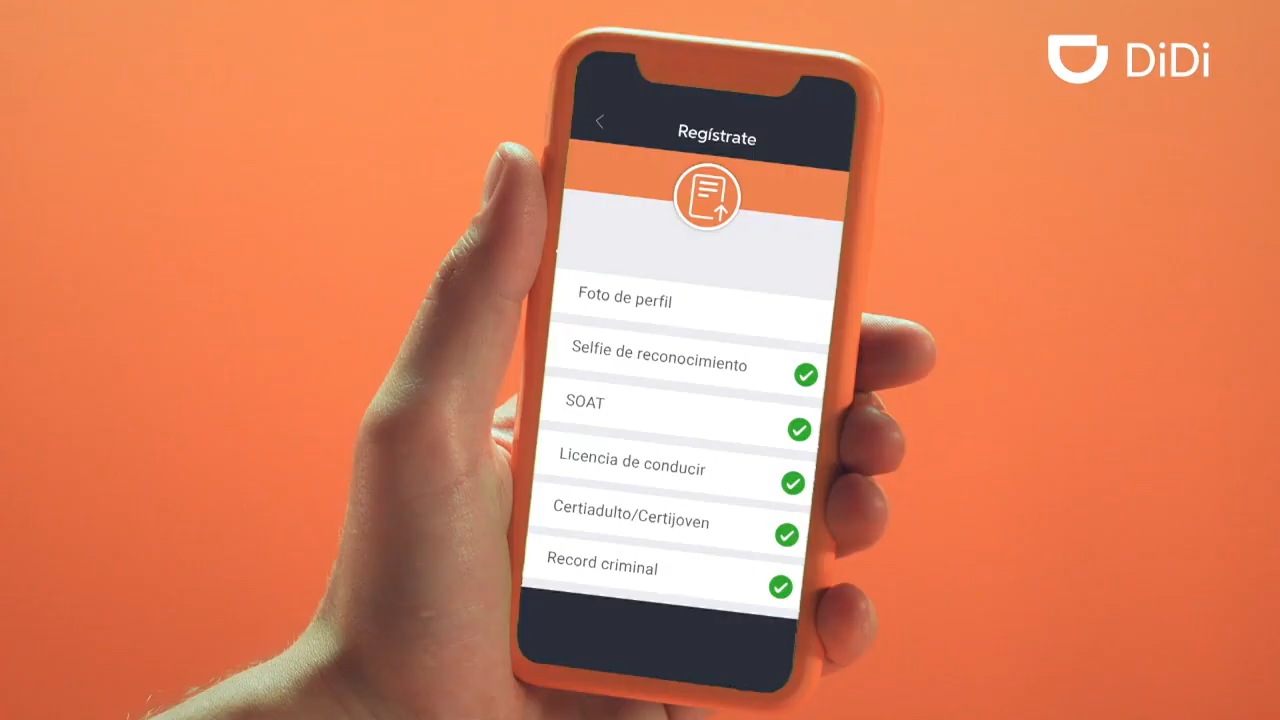 DiDi
Regístrate
Foto de perfil
Selfie de reconocimiento
SOAT
Licencia de conducir
Certiadulto/Certijoven
Record criminal